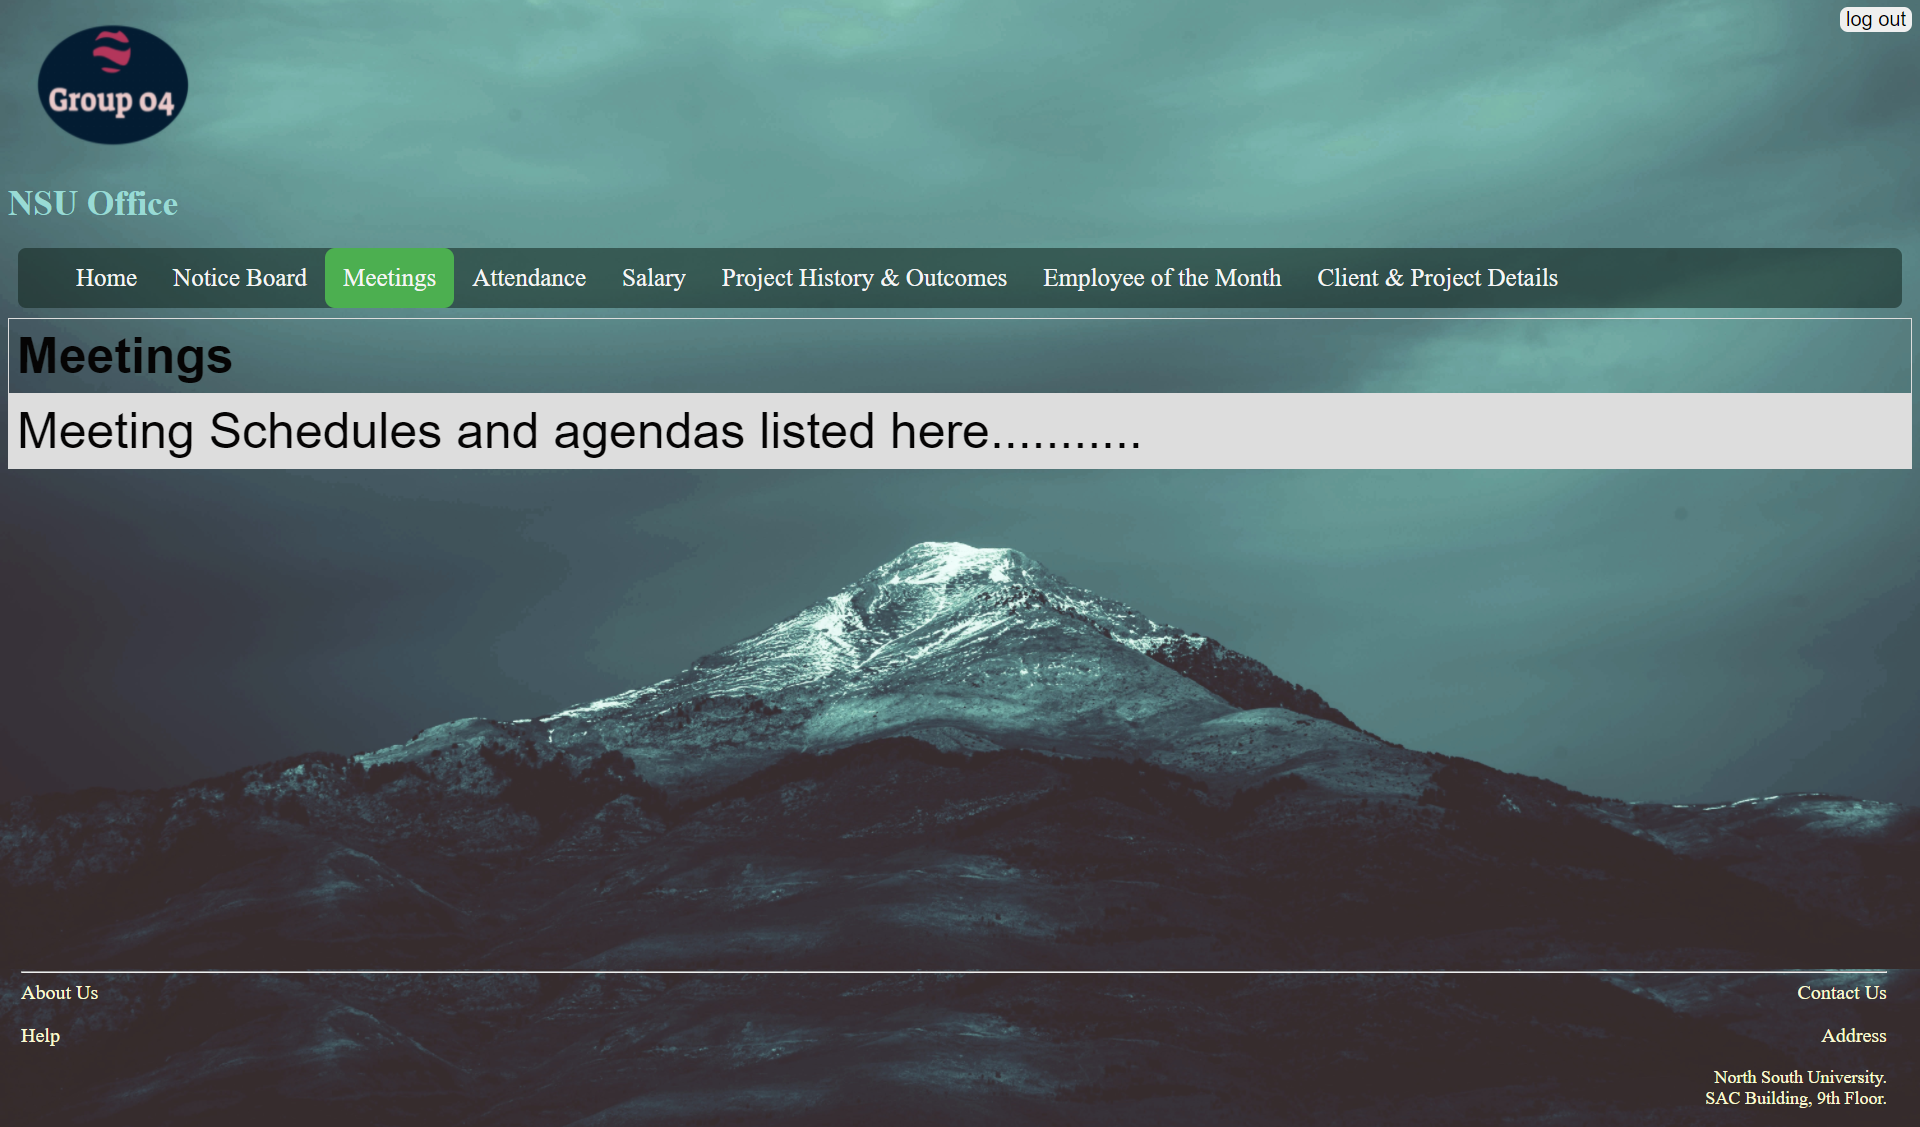 log out
Group 04
NSU Office
Home Notice Board Meetings Attendance Salary Project History & Outcomes Employee of the Month Client & Project Details
Meetings
Meeting Schedules and agendas listed here...........
About Us
Contact Us
Help
Address
North South University.
SAC Building, 9th Floor.